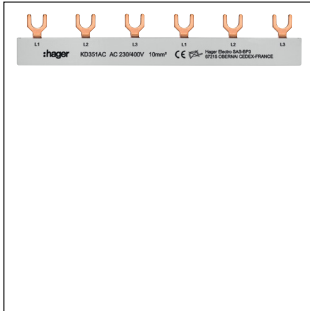 L1 L2 L3 L1 L2 L3
:hager KD351AC AC 230/400V 10mm² CE Hager Electro SAS-BP3
67215 OBERNAI CEDEX-FRANCE